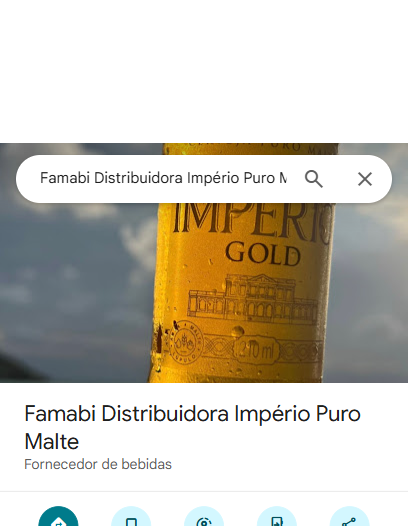 Famabi Distribuidora Império Puro M
IMPÉRIO
GOLD
Famabi Distribuidora Império Puro
Malte
Fornecedor de bebidas